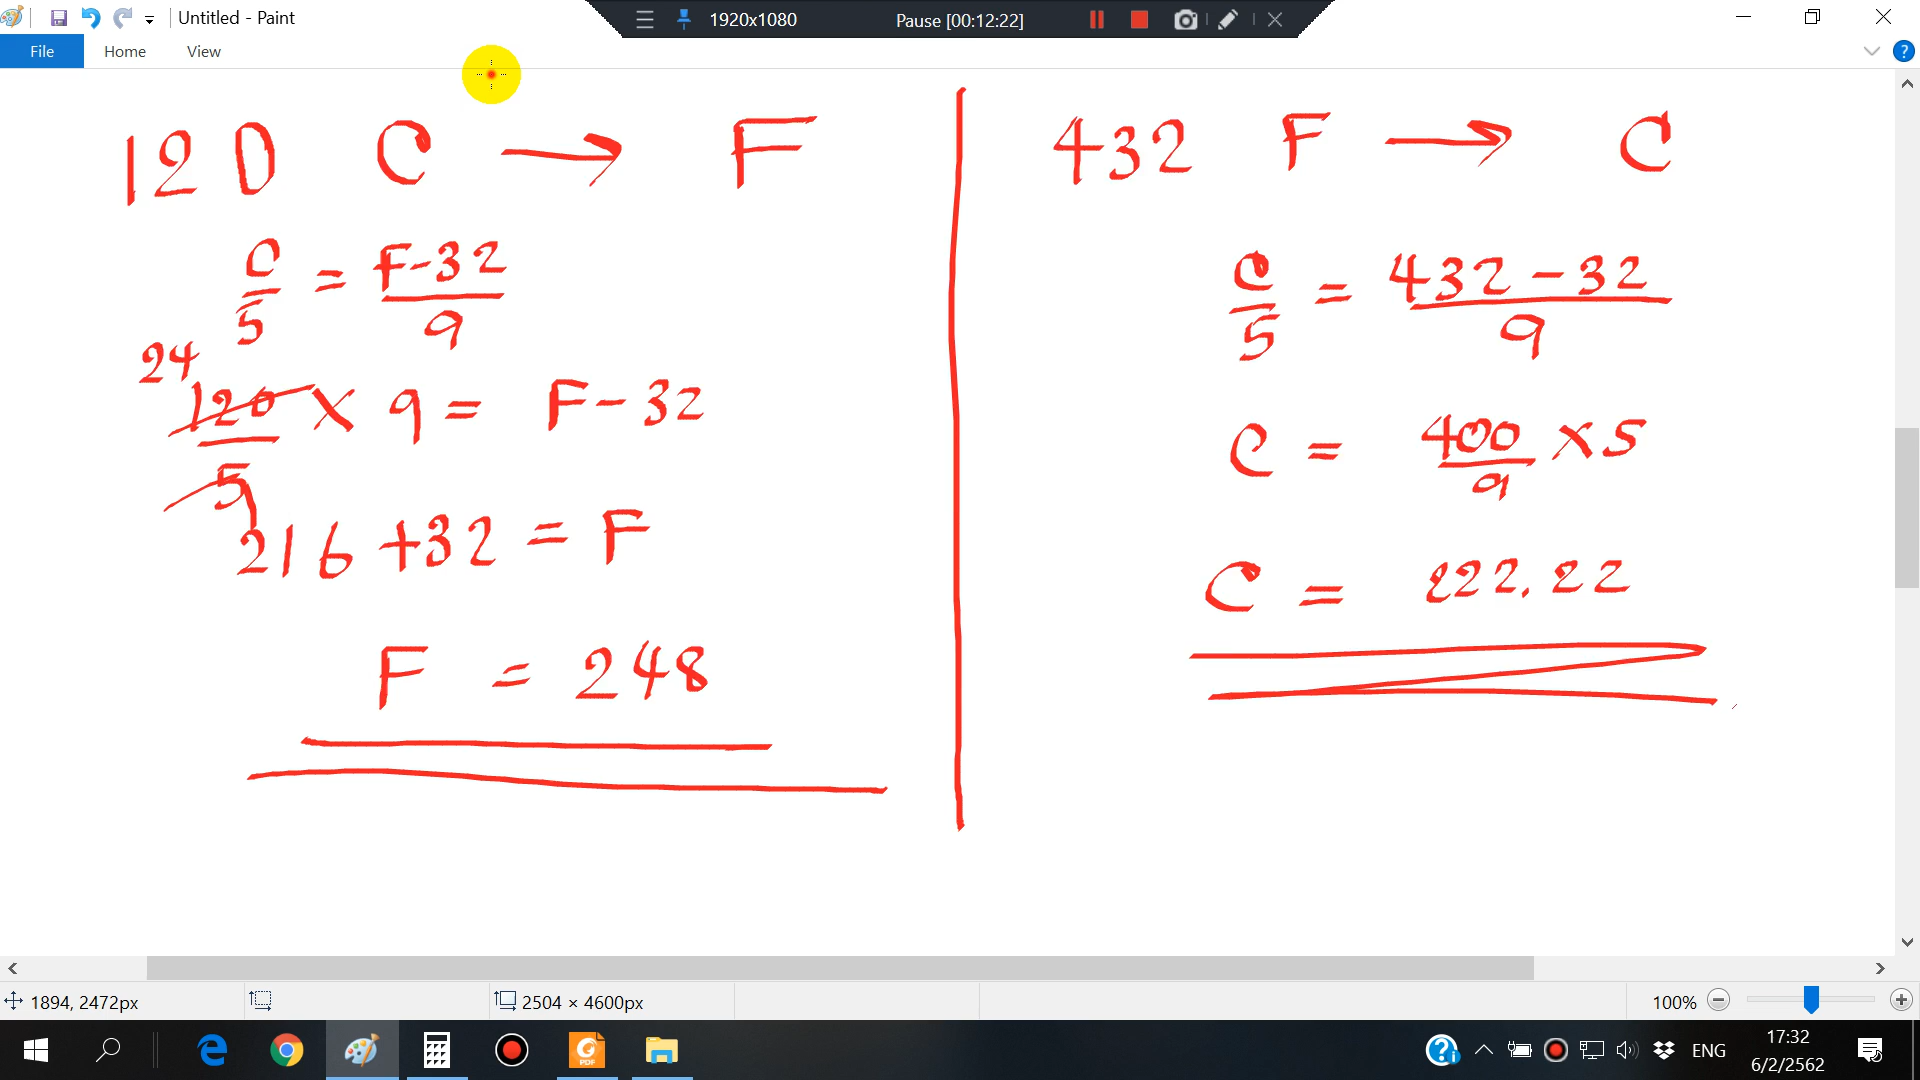 Untitled - Paint
1920x1080
Pause [00:12:22]
File Home View
120 C → F
C/5 = F-32/9
24
120/5 × 9 = F-32
216+32 = F
F = 248
432 F → C
C/5 = 432-32/9
C = 400/9 × 5
C = 222.22
1894, 2472px
2504 × 4600px
100%
PDF
ENG
17:32
6/2/2562